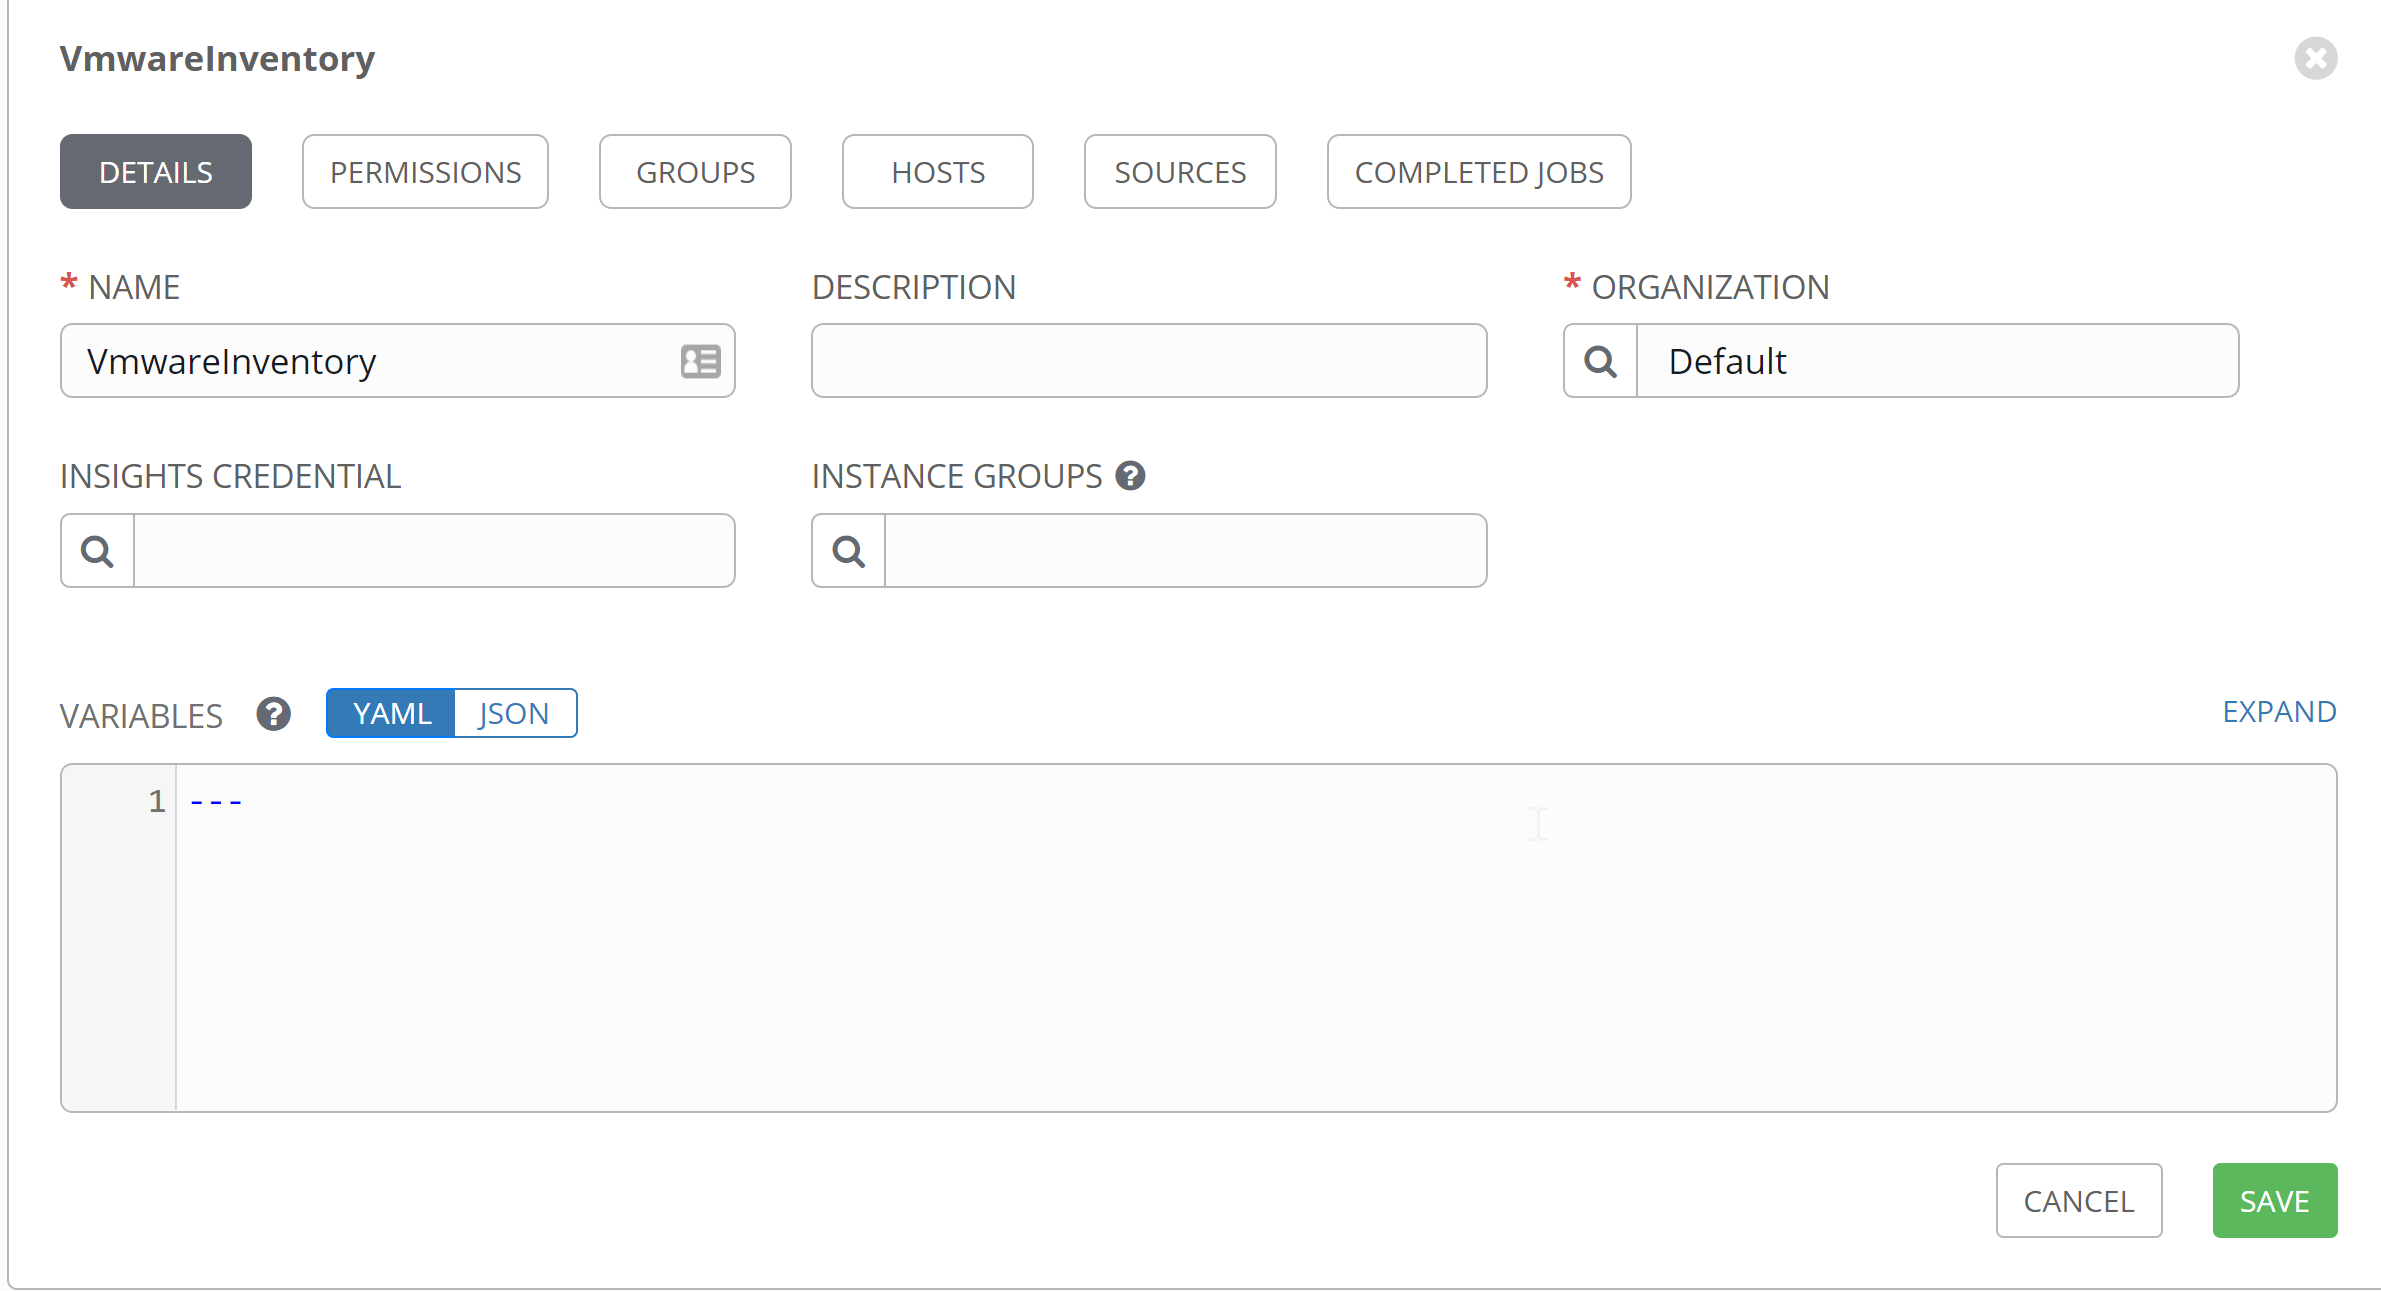 VmwareInventory
DETAILS PERMISSIONS GROUPS HOSTS SOURCES COMPLETED JOBS
* NAME DESCRIPTION * ORGANIZATION
VmwareInventory Default
INSIGHTS CREDENTIAL INSTANCE GROUPS ?
VARIABLES ? YAML JSON EXPAND
1 ---
CANCEL SAVE